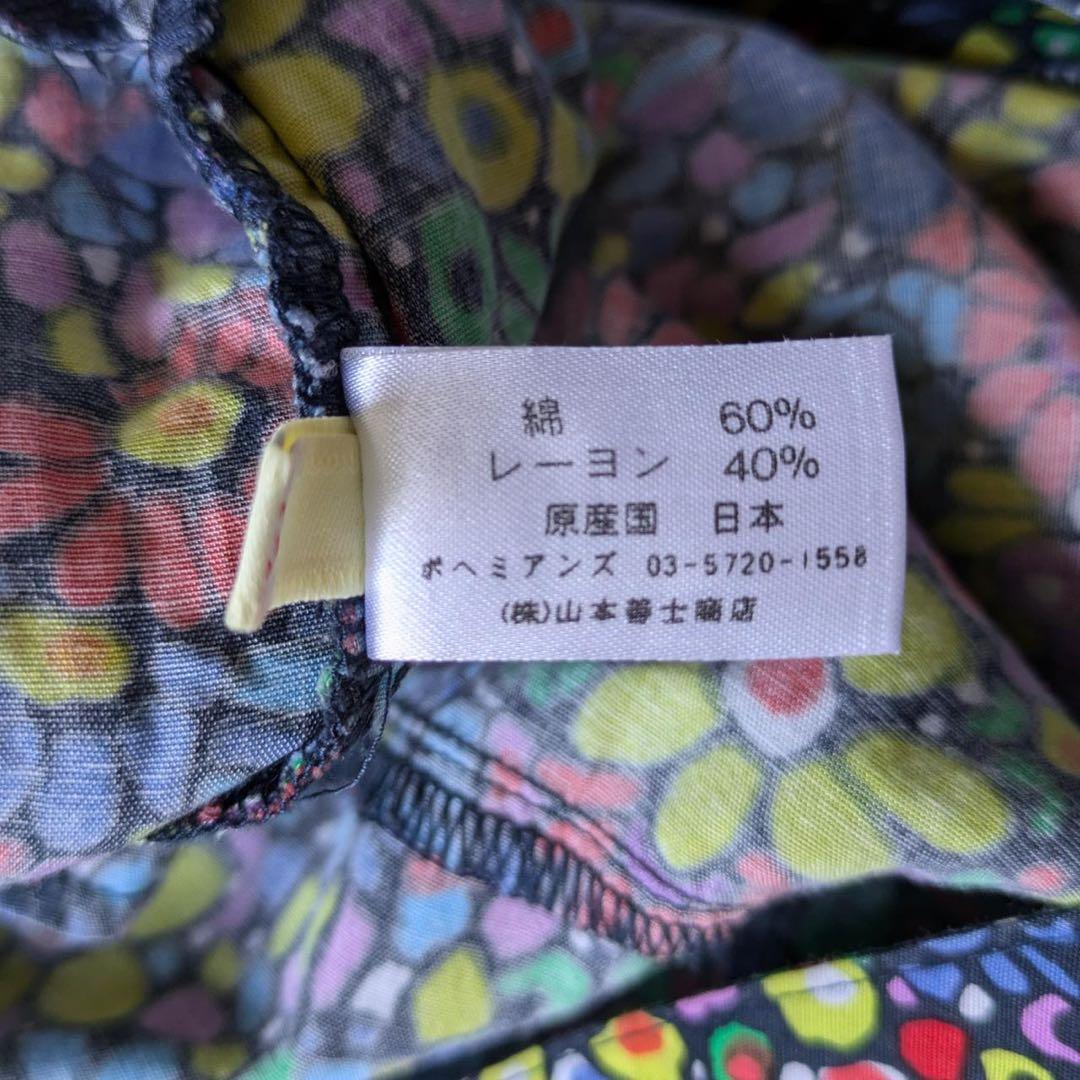 綿 60%
レーヨン 40%
原産国 日本
ボヘミアンズ 03-5720-1558
(株)山本善士商店